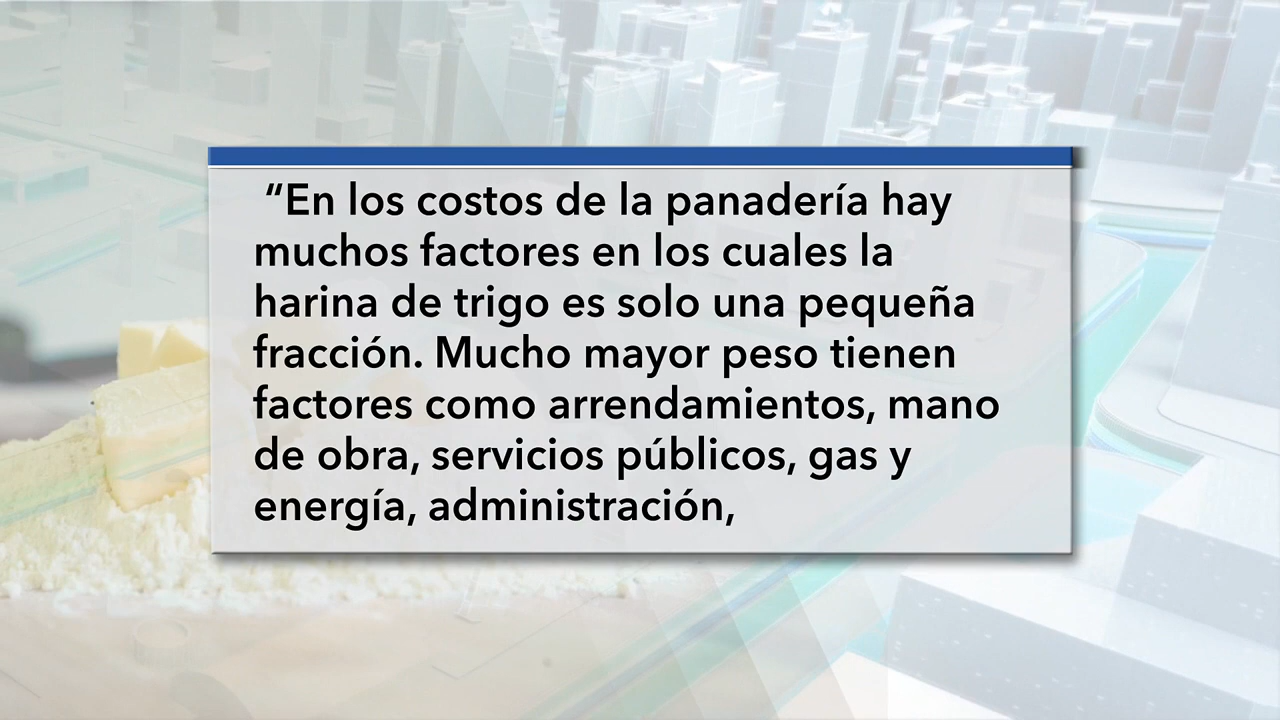 “En los costos de la panadería hay
muchos factores en los cuales la
harina de trigo es solo una pequeña
fracción. Mucho mayor peso tienen
factores como arrendamientos, mano
de obra, servicios públicos, gas y
energía, administración,